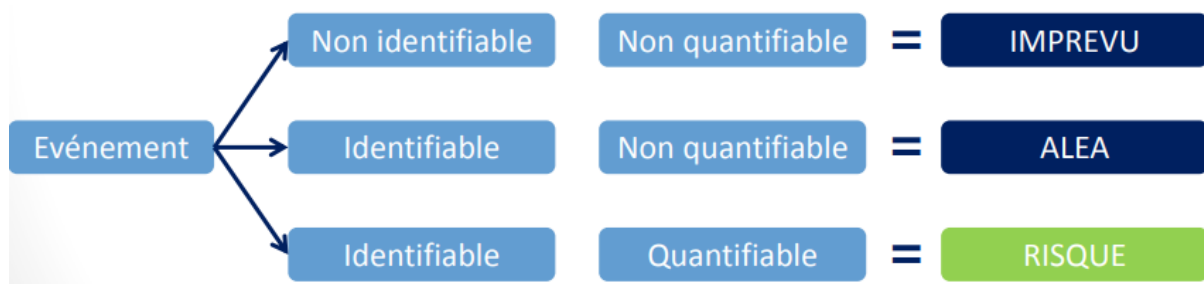 Non identifiable Non quantifiable = IMPREVU
Evénement Identifiable Non quantifiable = ALEA
Identifiable Quantifiable = RISQUE